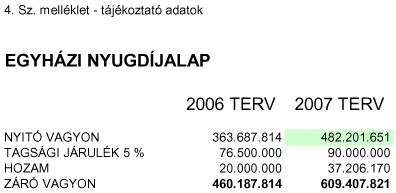 4. Sz. melléklet - tájékoztató adatok
EGYHÁZI NYUGDÍJALAP
2006 TERV 2007 TERV
NYITÓ VAGYON 363.687.814 482.201.651
TAGSÁGI JÁRULÉK 5 % 76.500.000 90.000.000
HOZAM 20.000.000 37.206.170
ZÁRÓ VAGYON 460.187.814 609.407.821